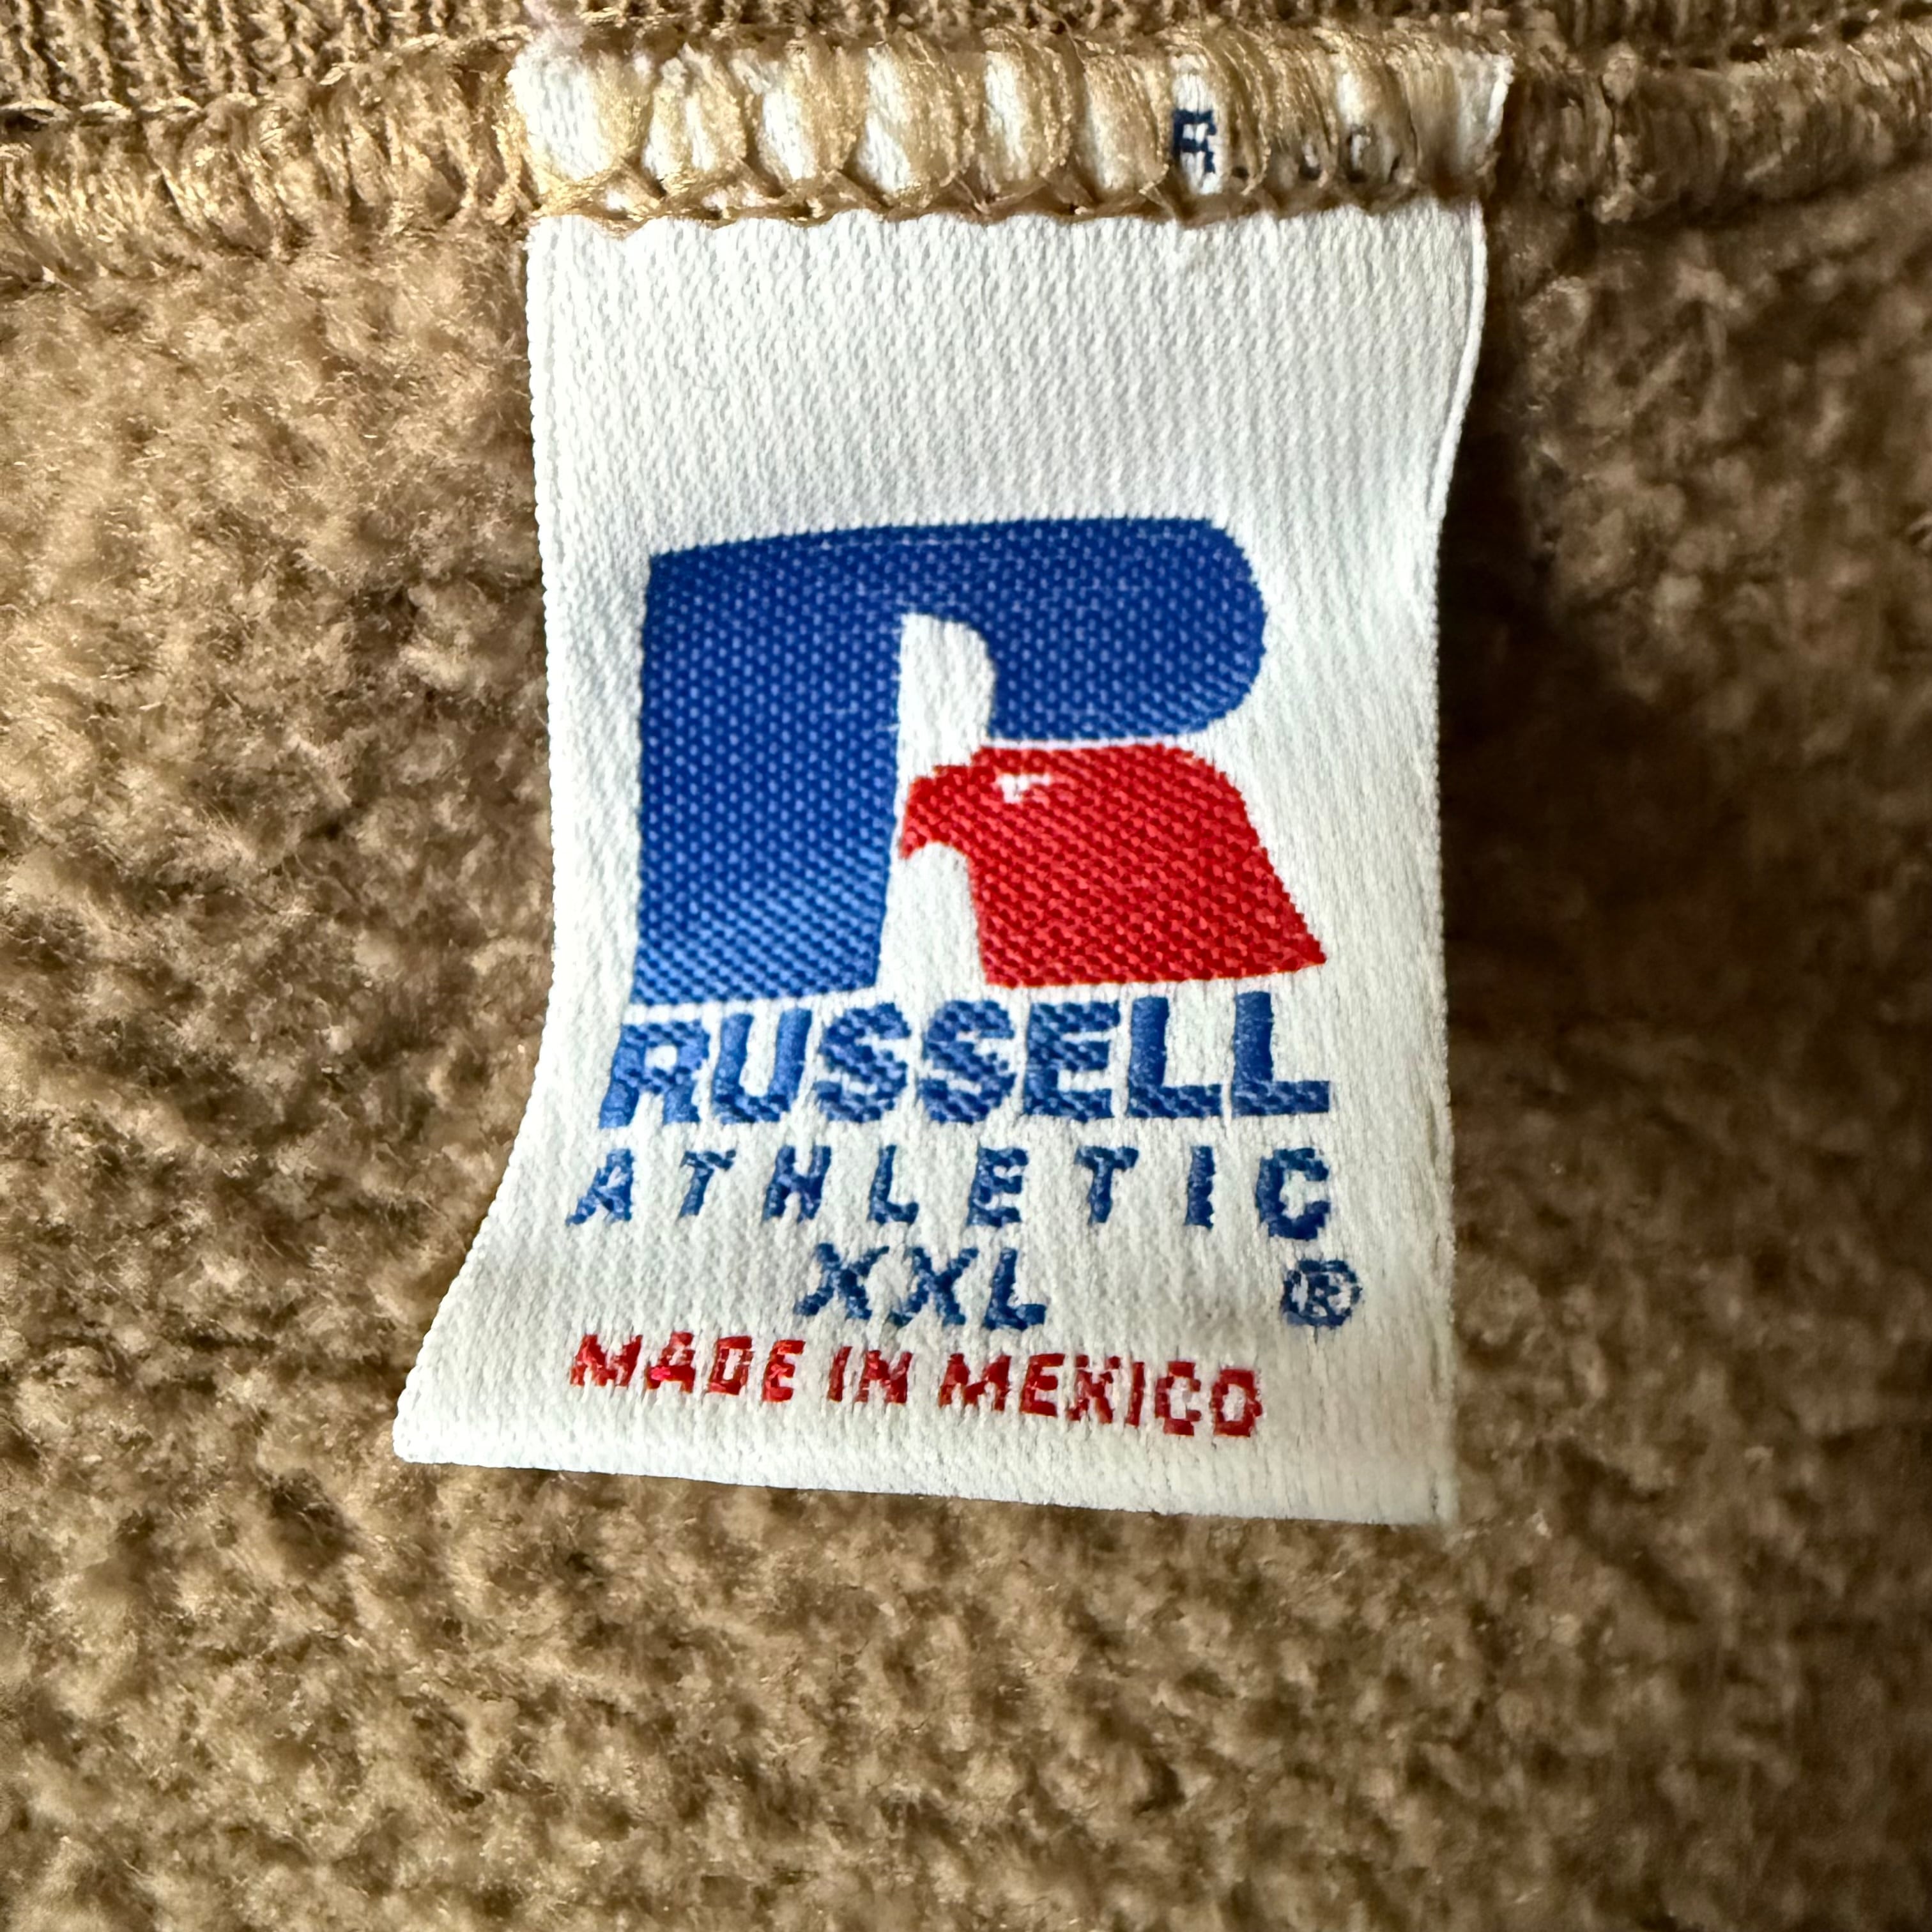 R
RUSSELL
ATHLETIC
XXL ®
MADE IN MEXICO